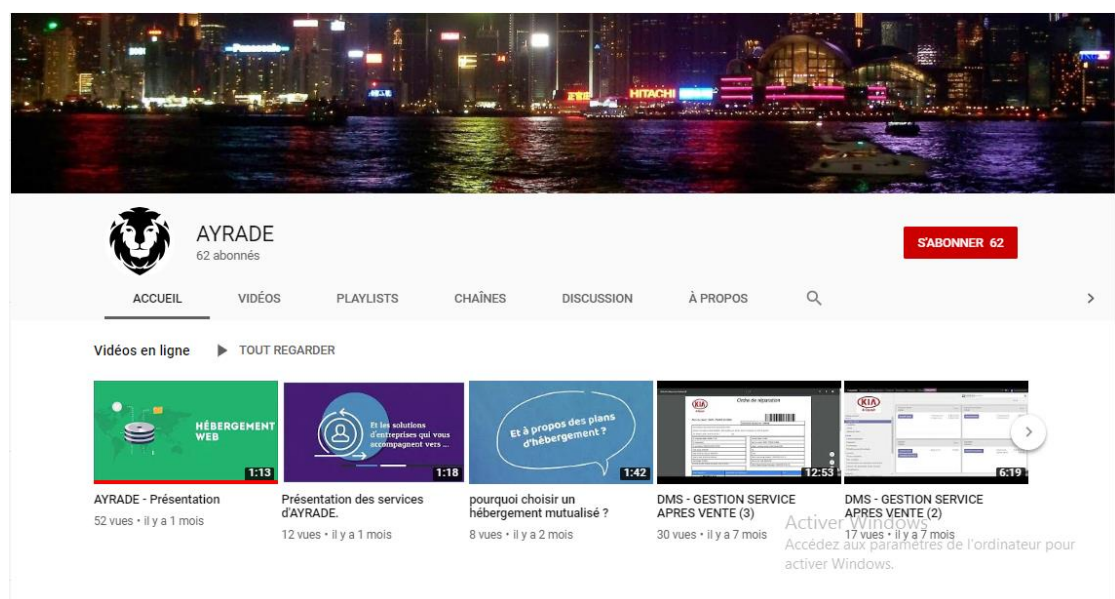 Panasonic
HITACHI
AYRADE
62 abonnés
S'ABONNER 62
ACCUEIL VIDÉOS PLAYLISTS CHAÎNES DISCUSSION À PROPOS
Vidéos en ligne TOUT REGARDER
HÉBERGEMENT
WEB
1:13
Et les solutions
d'entreprises qui vous
accompagnent vers ...
1:18
Et à propos des plans
d'hébergement ?
1:42
KIA
Ordre de réparation
12:53
KIA
6:19
AYRADE - Présentation
52 vues • il y a 1 mois
Présentation des services
d'AYRADE.
12 vues • il y a 1 mois
pourquoi choisir un
hébergement mutualisé ?
8 vues • il y a 2 mois
DMS - GESTION SERVICE
APRES VENTE (3)
30 vues • il y a 7 mois
DMS - GESTION SERVICE
APRES VENTE (2)
17 vues • il y a 7 mois
Activer Windows
Accédez aux paramètres de l'ordinateur pour
activer Windows.